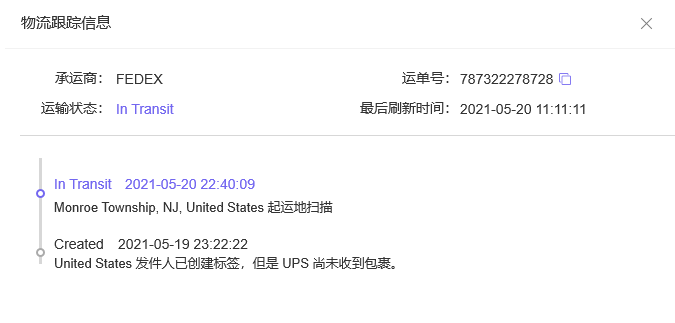 物流跟踪信息
承运商： FEDEX 运单号： 787322278728
运输状态： In Transit 最后刷新时间： 2021-05-20 11:11:11
In Transit 2021-05-20 22:40:09
Monroe Township, NJ, United States 起运地扫描
Created 2021-05-19 23:22:22
United States 发件人已创建标签，但是 UPS 尚未收到包裹。